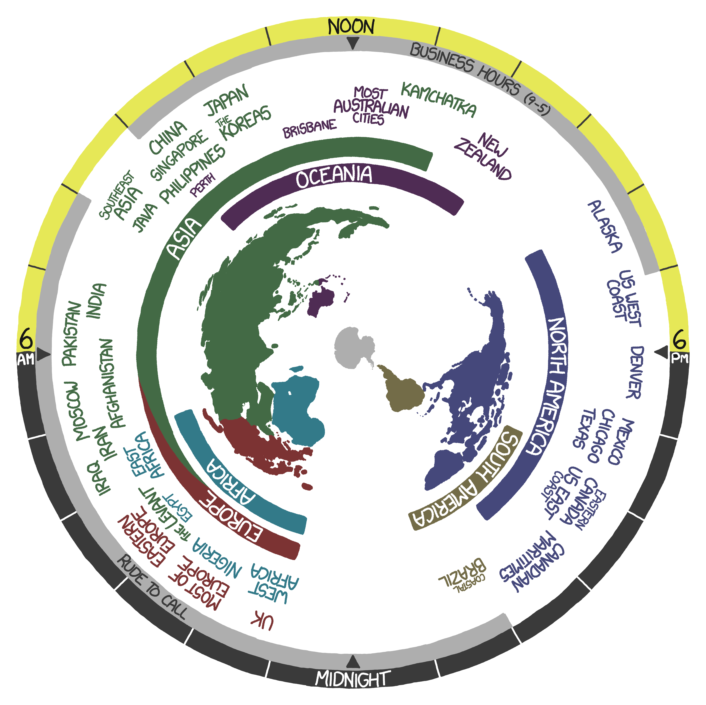 NOON
BUSINESS HOURS (9-5)
KAMCHATKA
MOST
AUSTRALIAN
CITIES
BRISBANE
NEW
ZEALAND
JAPAN
THE
KOREAS
CHINA
SINGAPORE
PHILIPPINES
PERTH
SOUTHEAST
ASIA
JAVA
OCEANIA
ASIA
ALASKA
US WEST
COAST
6
PM
DENVER
NORTH AMERICA
MEXICO
CHICAGO
TEXAS
EASTERN
CANADA
US EAST
COAST
CANADIAN
MARITIMES
SOUTH AMERICA
COASTAL
BRAZIL
6
AM
INDIA
PAKISTAN
AFGHANISTAN
MOSCOW
IRAN
IRAQ
EAST
AFRICA
EGYPT
THE LEVANT
EASTERN
EUROPE
AFRICA
EUROPE
NIGERIA
MOST OF
EUROPE
WEST
AFRICA
UK
RUDE TO CALL
MIDNIGHT